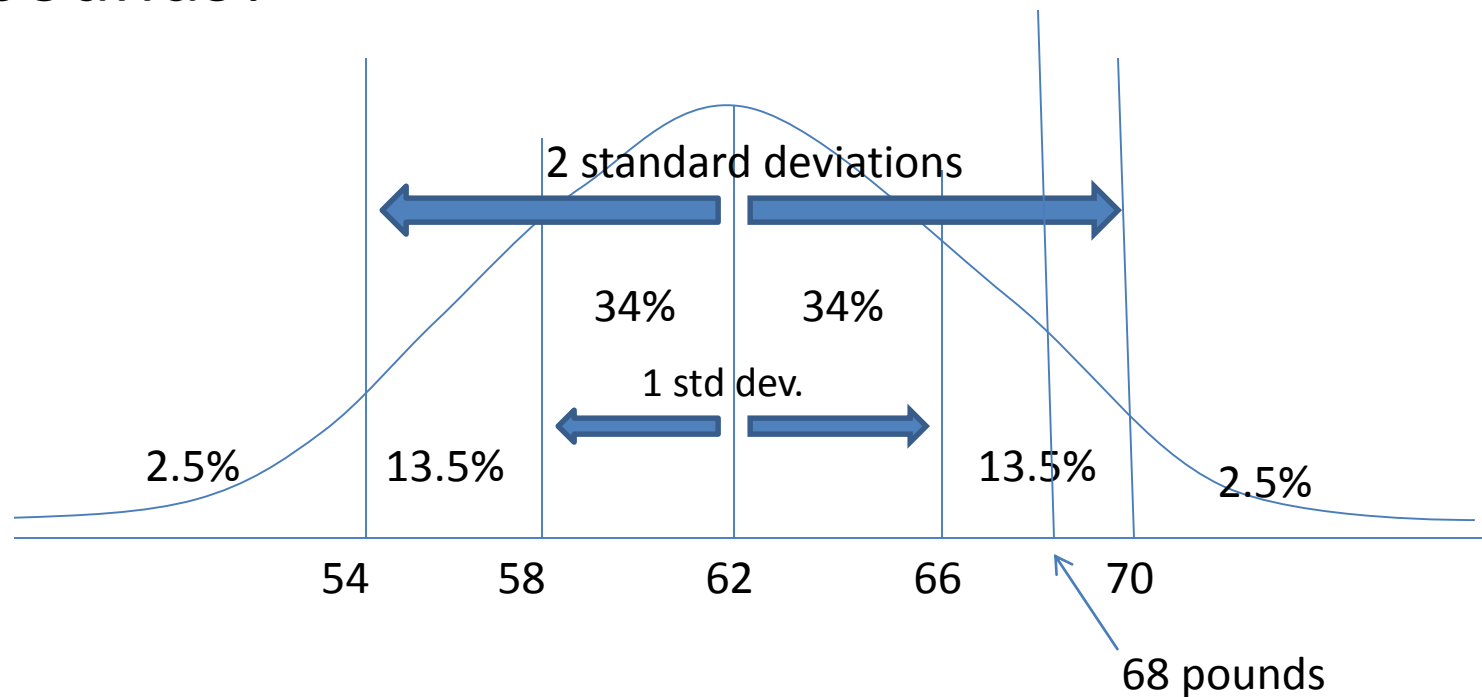 2 standard deviations
34% 34%
1 std dev.
2.5% 13.5% 13.5% 2.5%
54 58 62 66 70
68 pounds